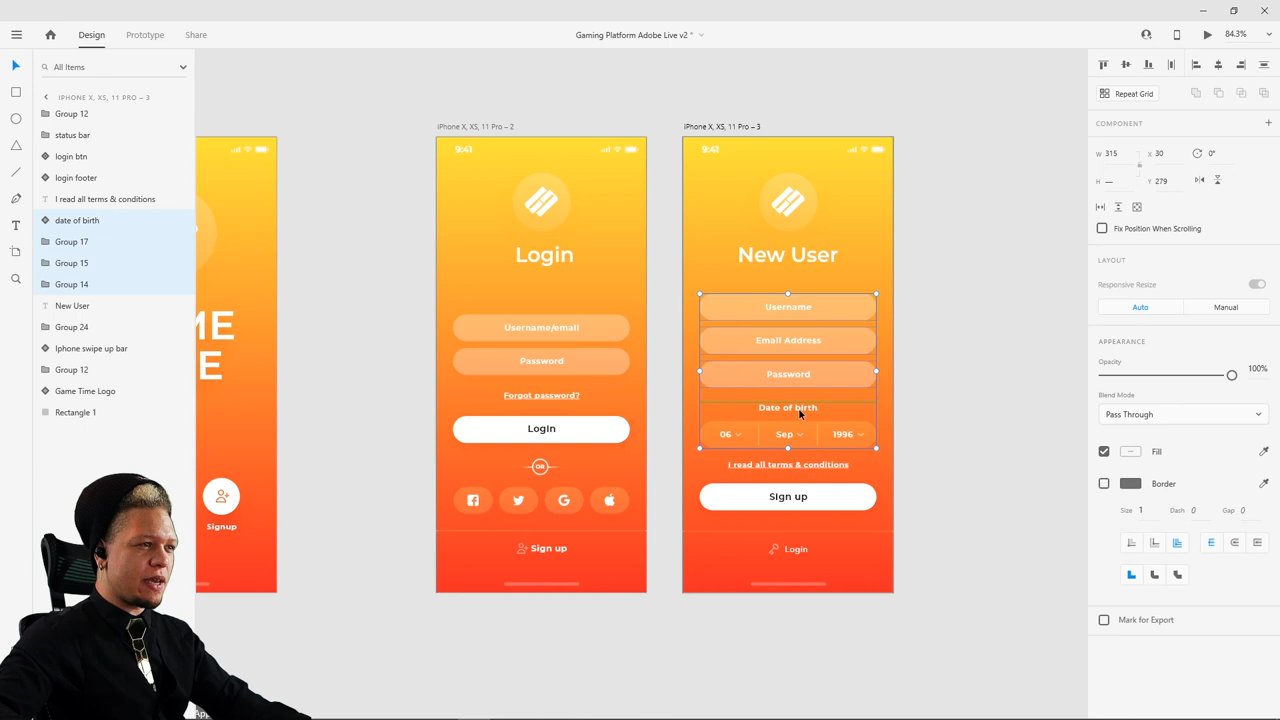 Design
Prototype
Share
Gaming Platform Adobe Live v2 *
84.3%
All Items
IPHONE X, XS, 11 PRO – 3
Group 12
status bar
login btn
login footer
I read all terms & conditions
date of birth
Group 17
Group 15
Group 14
New User
Group 24
Iphone swipe up bar
Group 12
Game Time Logo
Rectangle 1
ME
E
Signup
iPhone X, XS, 11 Pro – 2
9:41
Login
Username/email
Password
Forgot password?
Login
OR
Sign up
iPhone X, XS, 11 Pro – 3
9:41
New User
Username
Email Address
Password
Date of birth
06
Sep
1996
I read all terms & conditions
Sign up
Login
Repeat Grid
COMPONENT
W 315
X 30
0°
H —
Y 279
Fix Position When Scrolling
LAYOUT
Responsive Resize
Auto
Manual
APPEARANCE
Opacity
100%
Blend Mode
Pass Through
Fill
Border
Size 1
Dash 0
Gap 0
Mark for Export